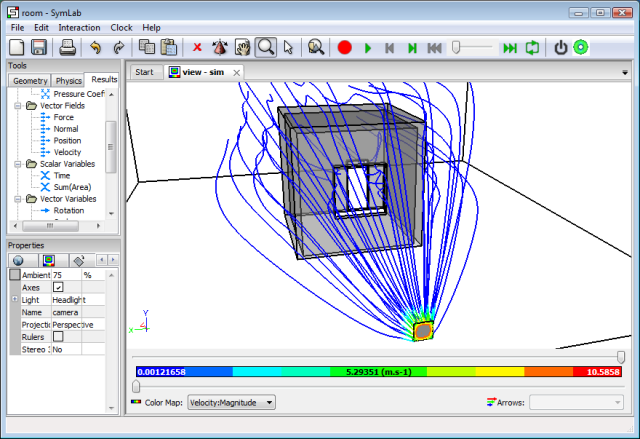 room - SymLab
File Edit Interaction Clock Help
Tools
Geometry Physics Results
Start view - sim
Pressure Coeff
Vector Fields
Force
Normal
Position
Velocity
Scalar Variables
Time
Sum(Area)
Vector Variables
Rotation
Properties
Ambient 75 %
Axes
Light Headlight
Name camera
Projectio Perspective
Rulers
Stereo No
Y
X
0.00121658 5.29351 (m.s-1) 10.5858
Color Map: Velocity:Magnitude Arrows: